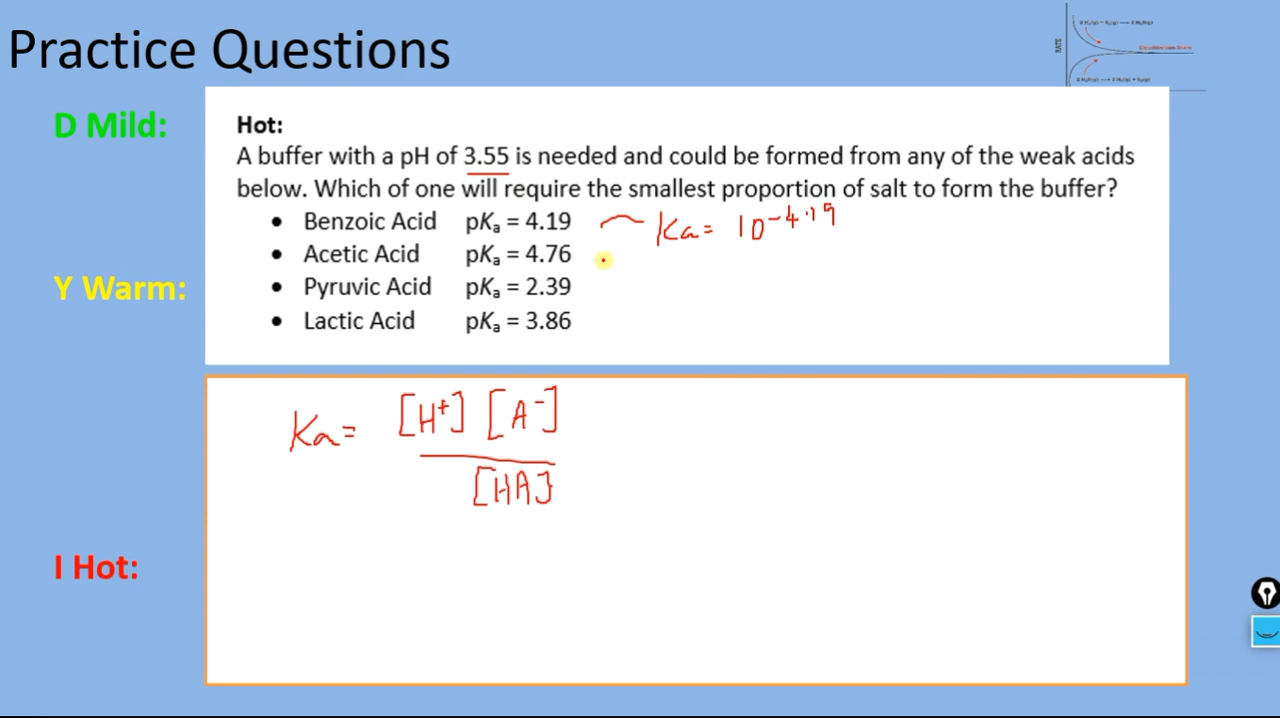 Practice Questions
D Mild:
Y Warm:
I Hot:
Hot:
A buffer with a pH of 3.55 is needed and could be formed from any of the weak acids
below. Which of one will require the smallest proportion of salt to form the buffer?
• Benzoic Acid pKₐ = 4.19
Ka = 10⁻⁴·¹⁹
• Acetic Acid pKₐ = 4.76
• Pyruvic Acid pKₐ = 2.39
• Lactic Acid pKₐ = 3.86
Ka = [H⁺] [A⁻]
[HA]
RATE